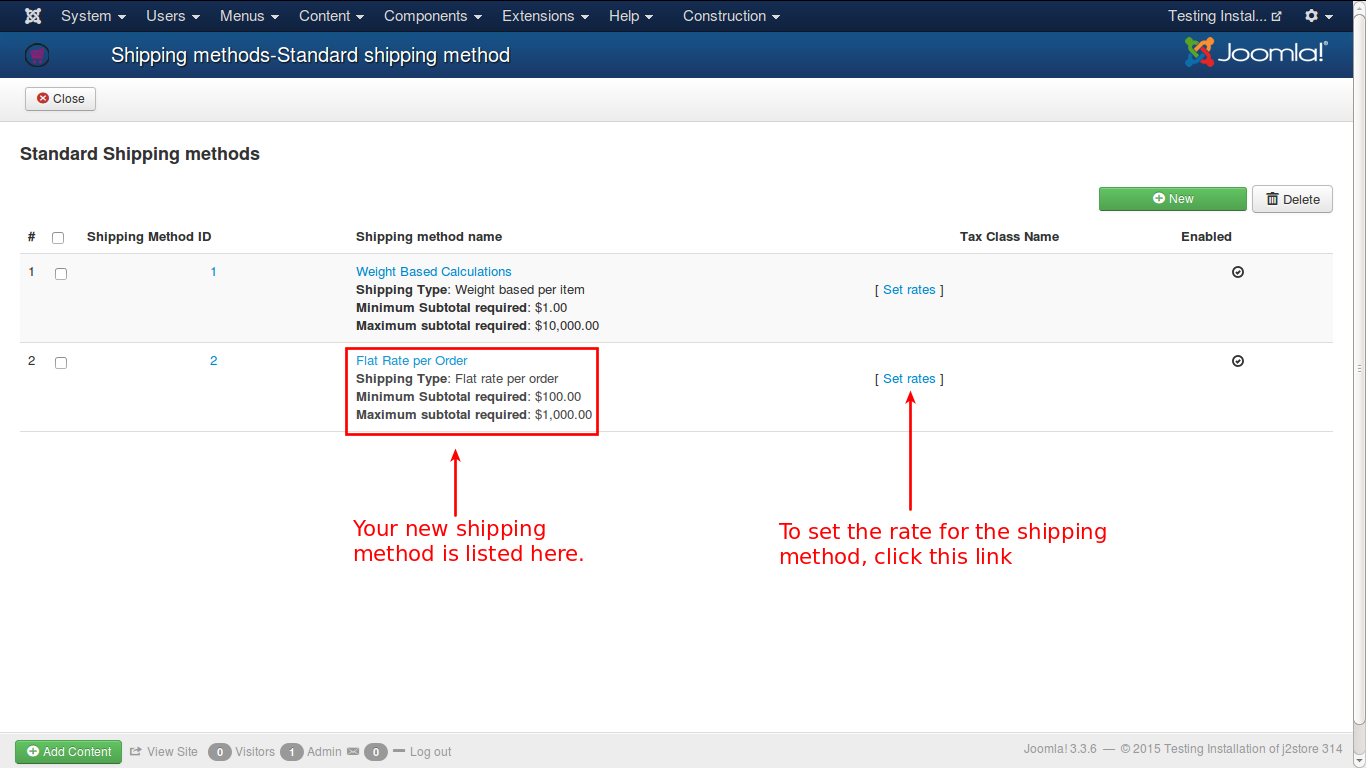 System Users Menus Content Components Extensions Help Construction Testing Instal...
Shipping methods-Standard shipping method Joomla!®
Close
Standard Shipping methods
New Delete
# Shipping Method ID Shipping method name Tax Class Name Enabled
1 1 Weight Based Calculations
Shipping Type: Weight based per item [ Set rates ]
Minimum Subtotal required: $1.00
Maximum subtotal required: $10,000.00
2 2 Flat Rate per Order
Shipping Type: Flat rate per order [ Set rates ]
Minimum Subtotal required: $100.00
Maximum subtotal required: $1,000.00
Your new shipping
method is listed here.
To set the rate for the shipping
method, click this link
Add Content View Site 0 Visitors 1 Admin 0 Log out Joomla! 3.3.6 — © 2015 Testing Installation of j2store 314